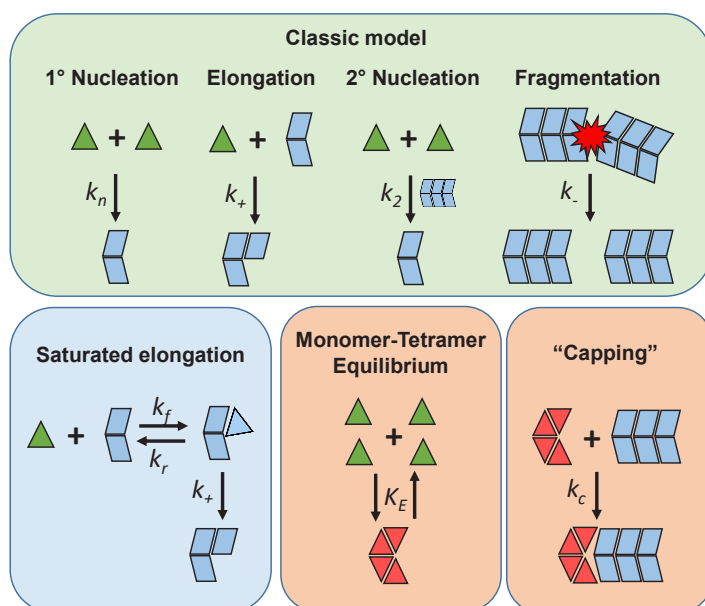 Classic model
1° Nucleation Elongation 2° Nucleation Fragmentation
+ + +
kn k+ k2 k-
Saturated elongation
+ kf
kr
k+
Monomer-Tetramer
Equilibrium
+
KE
“Capping”
+
kc